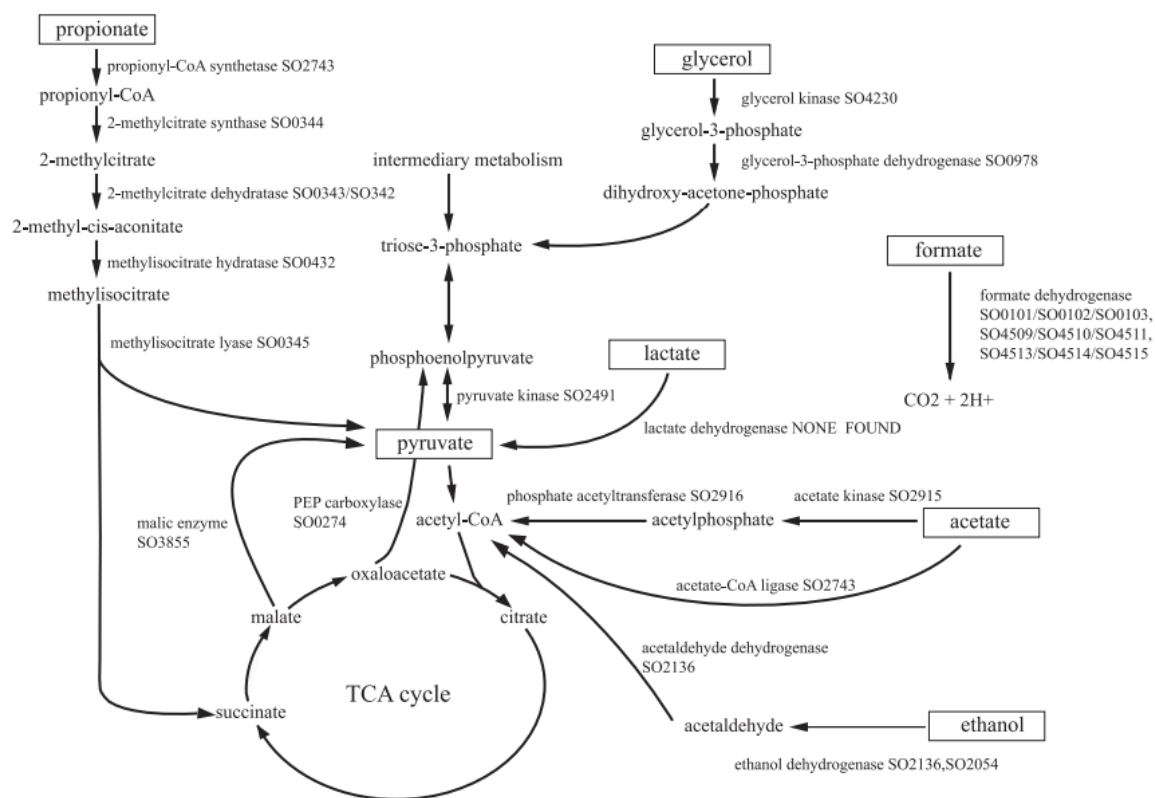 propionate
propionyl-CoA synthetase SO2743
propionyl-CoA
2-methylcitrate synthase SO0344
2-methylcitrate
2-methylcitrate dehydratase SO0343/SO342
2-methyl-cis-aconitate
methylisocitrate hydratase SO0432
methylisocitrate
methylisocitrate lyase SO0345
intermediary metabolism
triose-3-phosphate
phosphoenolpyruvate
pyruvate kinase SO2491
pyruvate
glycerol
glycerol kinase SO4230
glycerol-3-phosphate
glycerol-3-phosphate dehydrogenase SO0978
dihydroxy-acetone-phosphate
formate
formate dehydrogenase
SO0101/SO0102/SO0103,
SO4509/SO4510/SO4511,
SO4513/SO4514/SO4515
CO2 + 2H+
lactate
lactate dehydrogenase NONE FOUND
malic enzyme
SO3855
PEP carboxylase
SO0274
acetyl-CoA
phosphate acetyltransferase SO2916
acetylphosphate
acetate kinase SO2915
acetate
acetate-CoA ligase SO2743
oxaloacetate
malate
citrate
TCA cycle
succinate
acetaldehyde dehydrogenase
SO2136
acetaldehyde
ethanol
ethanol dehydrogenase SO2136,SO2054